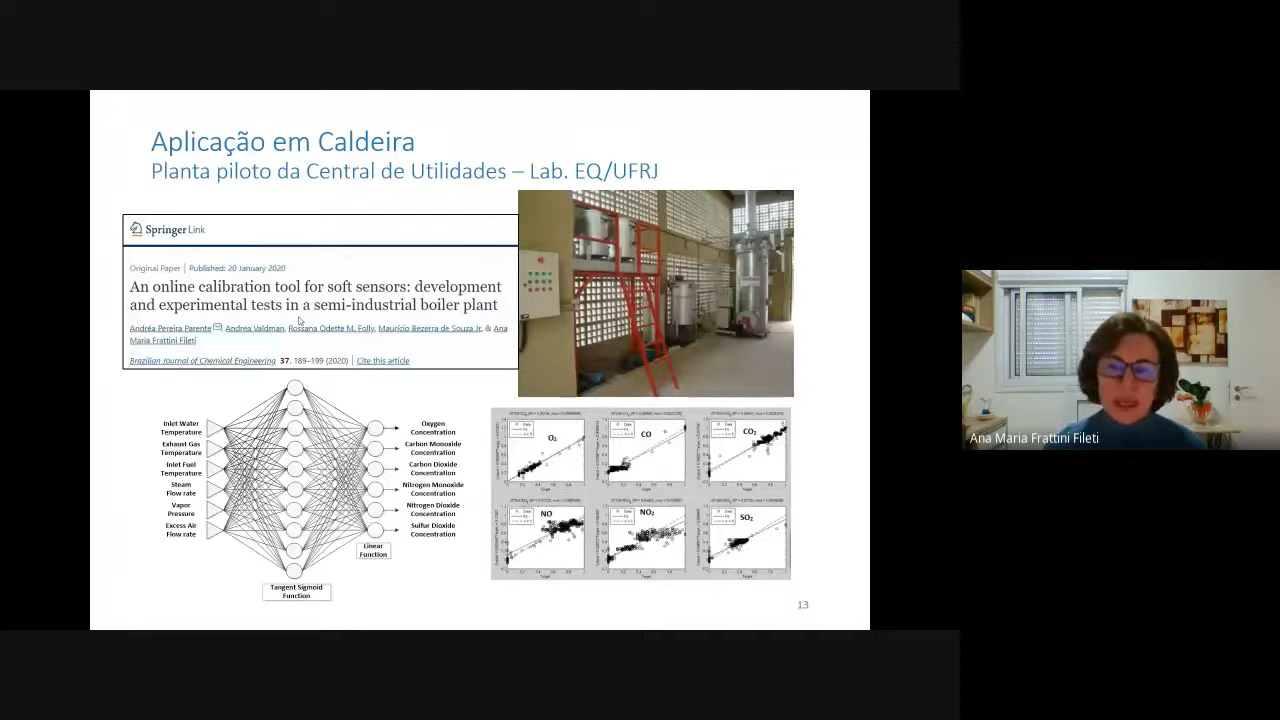 Aplicação em Caldeira
Planta piloto da Central de Utilidades – Lab. EQ/UFRJ
Springer Link
Original Paper | Published: 20 January 2020
An online calibration tool for soft sensors: development
and experimental tests in a semi-industrial boiler plant
Andréa Pereira Parente, Andrea Valdman, Rossana Odette M. Folly, Maurício Bezerra de Souza Jr. & Ana
Maria Frattini Fileti
Brazilian Journal of Chemical Engineering 37, 189–199 (2020) | Cite this article
Inlet Water
Temperature
Exhaust Gas
Temperature
Inlet Fuel
Temperature
Steam
Flow rate
Vapor
Pressure
Excess Air
Flow rate
Oxygen
Concentration
Carbon Monoxide
Concentration
Carbon Dioxide
Concentration
Nitrogen Monoxide
Concentration
Nitrogen Dioxide
Concentration
Sulfur Dioxide
Concentration
Linear
Function
Tangent Sigmoid
Function
O₂
CO
CO₂
NO
NO₂
SO₂
Target
Target
Target
Target
Target
Target
13
Ana Maria Frattini Fileti